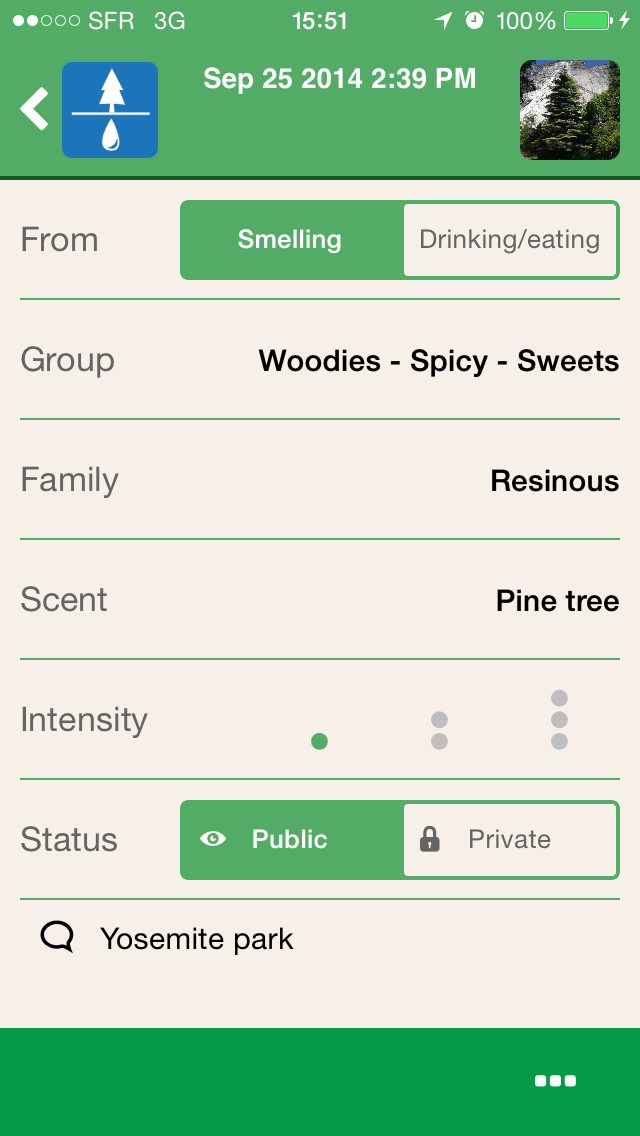 SFR 3G 15:51 100%
Sep 25 2014 2:39 PM
From Smelling Drinking/eating
Group Woodies - Spicy - Sweets
Family Resinous
Scent Pine tree
Intensity
Status Public Private
Yosemite park